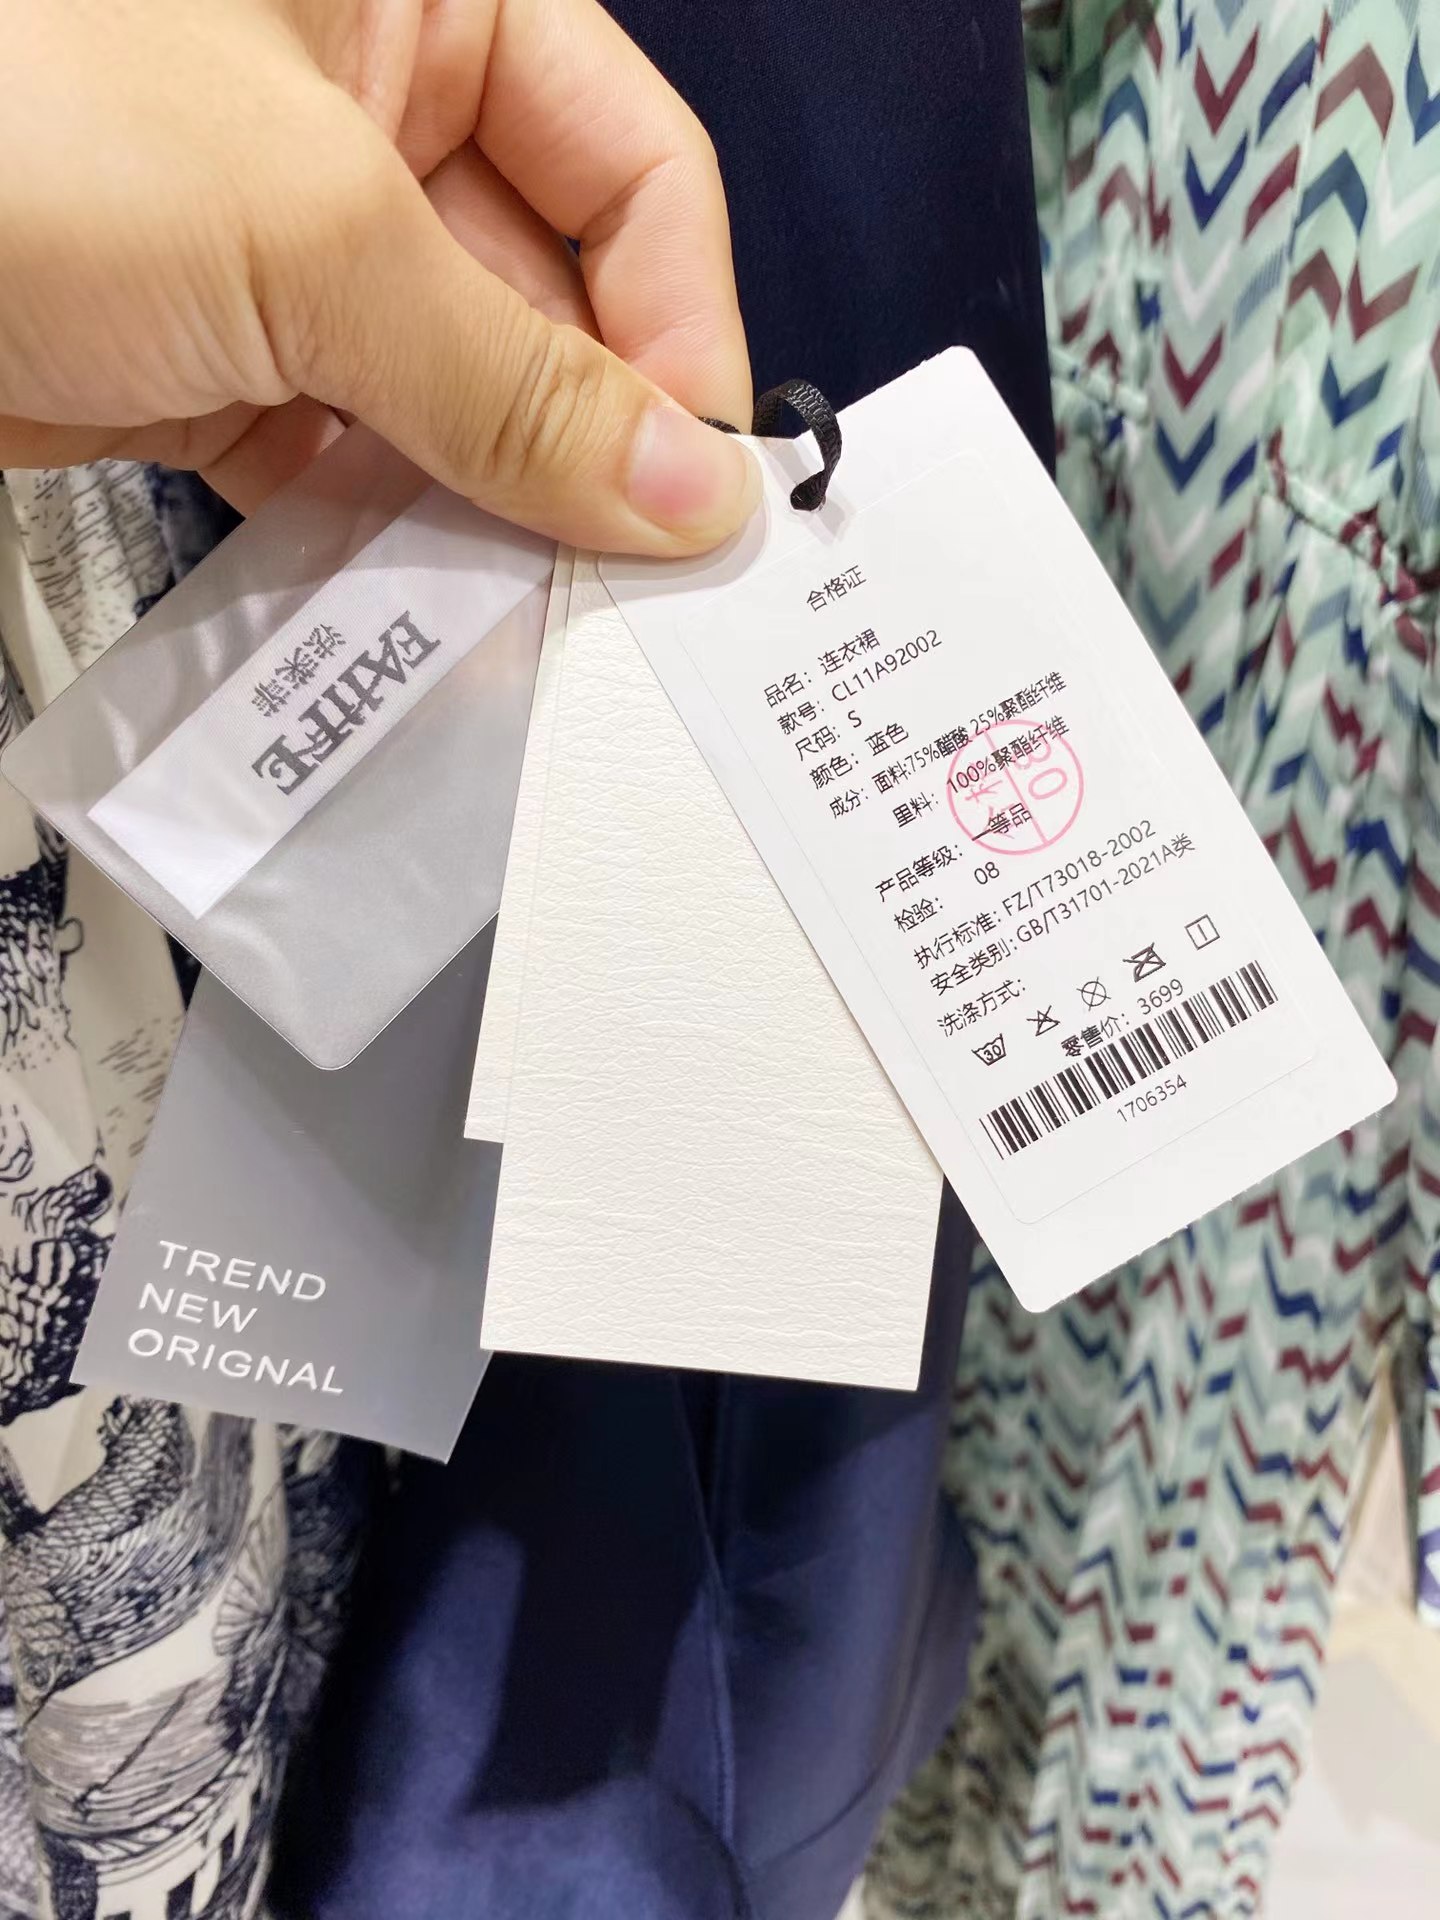 合格证
品名：连衣裙
款号：CL11A92002
尺码：S
颜色：蓝色
成分：面料:75%醋酸 25%聚酯纤维
里料：100%聚酯纤维
产品等级：一等品
检验：08
执行标准：FZ/T73018-2002
安全类别：GB/T31701-2021A类
洗涤方式：
30
零售价：3699
1706354
TREND
NEW
ORIGNAL